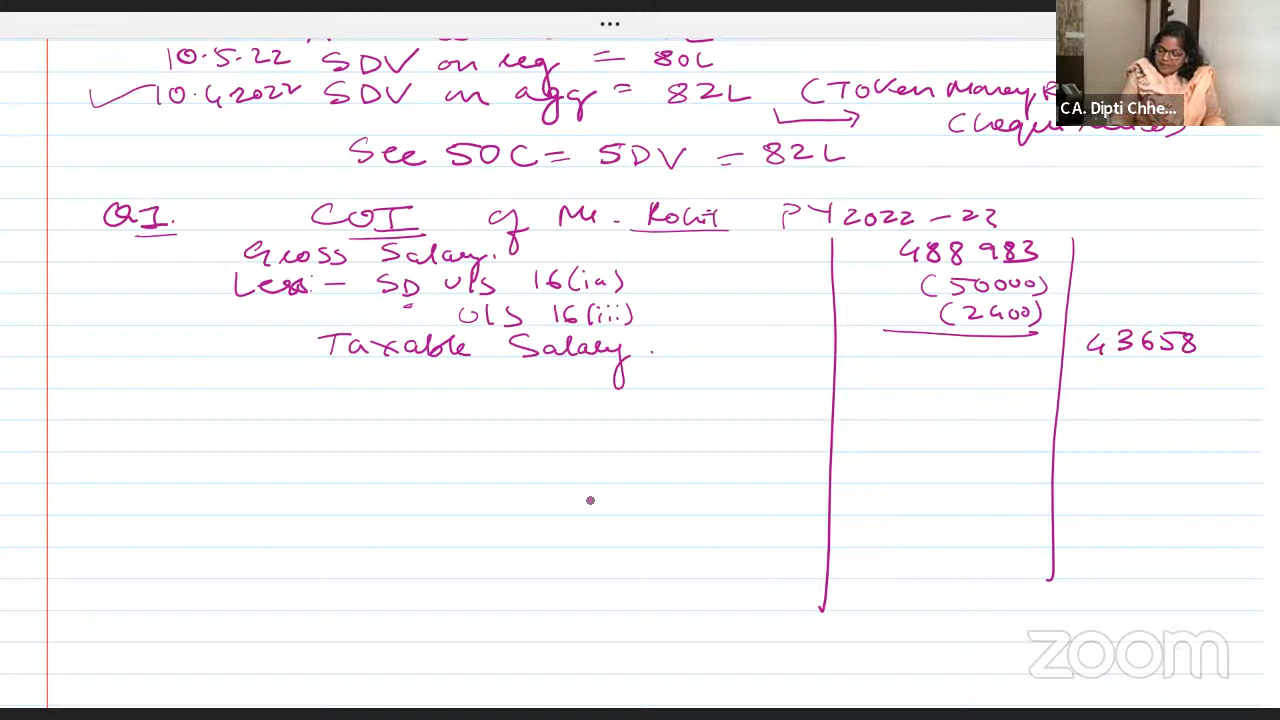 ...
10.5.22 SDV on reg = 80L
10.4.2022 SDV on agg = 82L (Token Money,
(Cheque
See 50C = SDV = 82L
CA. Dipti Chhe...
Q1. COI of Mr. Rohit PY 2022-23
Gross Salary. 488983
Less:- SD u/s 16(ia) (50000)
" u/s 16(iii) (2400)
Taxable Salary. 43658
zoom